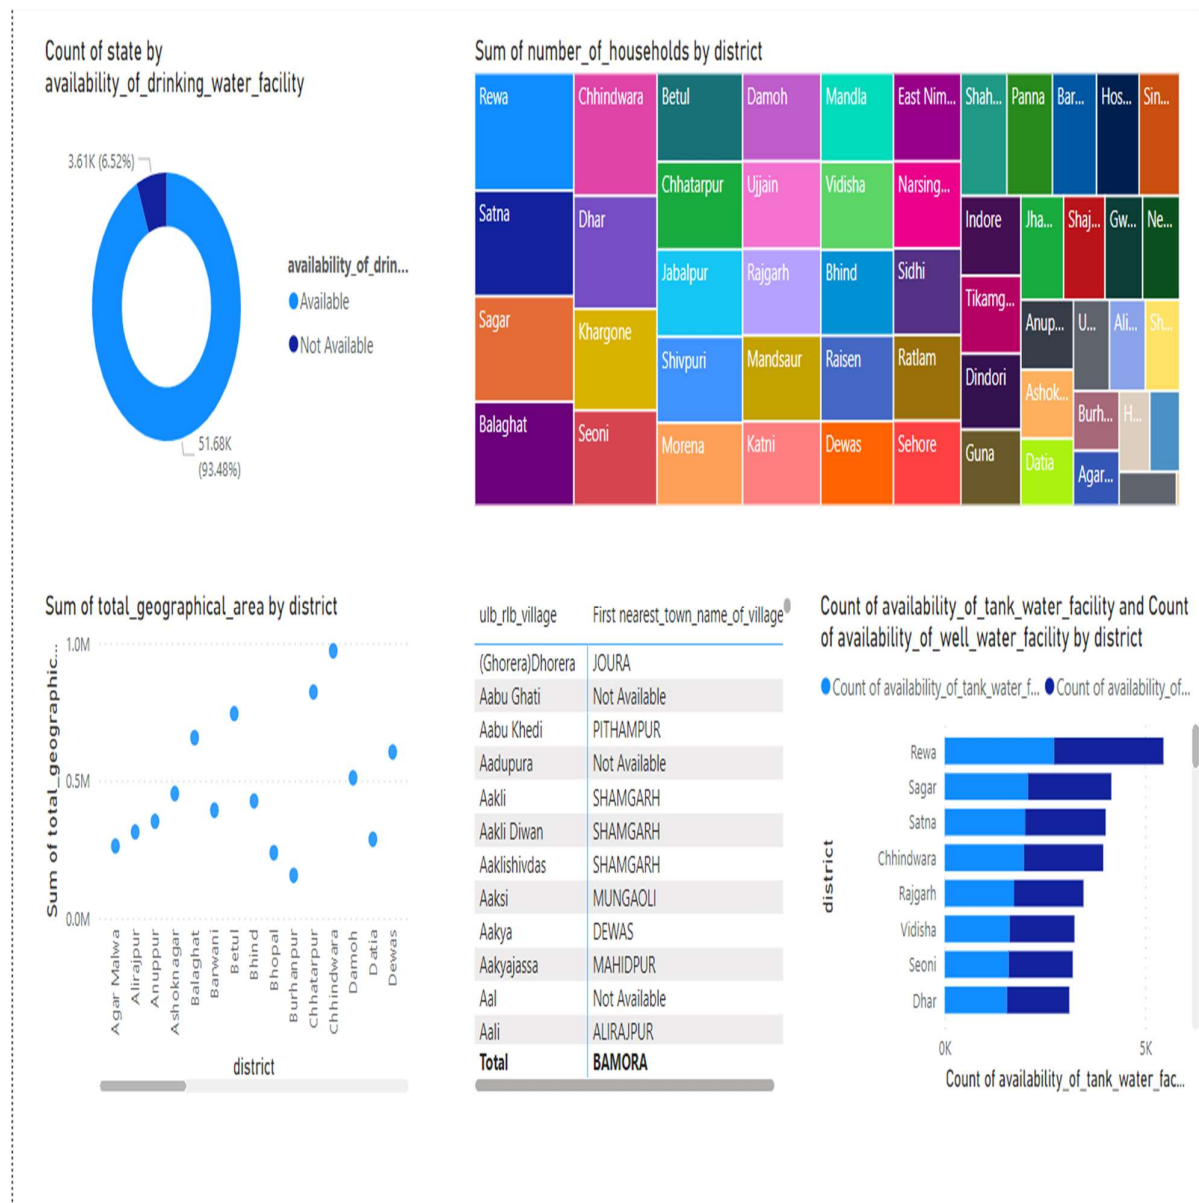 Count of state by
availability_of_drinking_water_facility
3.61K (6.52%)
51.68K
(93.48%)
availability_of_drin...
Available
Not Available
Sum of number_of_households by district
Rewa
Satna
Sagar
Balaghat
Chhindwara
Dhar
Khargone
Seoni
Betul
Chhatarpur
Jabalpur
Shivpuri
Morena
Damoh
Ujjain
Rajgarh
Mandsaur
Katni
Mandla
Vidisha
Bhind
Raisen
Dewas
East Nim...
Narsing...
Sidhi
Ratlam
Sehore
Shah...
Panna
Bar...
Hos...
Sin...
Indore
Tikamg...
Dindori
Guna
Jha...
Shaj...
Gw...
Ne...
Anup...
Ashok...
Datia
U...
Ali...
Sh...
Burh...
Agar...
H...
Sum of total_geographical_area by district
Sum of total_geographic...
1.0M
0.5M
0.0M
Agar Malwa
Alirajpur
Anuppur
Ashoknagar
Balaghat
Barwani
Betul
Bhind
Bhopal
Burhanpur
Chhatarpur
Chhindwara
Damoh
Datia
Dewas
district
ulb_rlb_village First nearest_town_name_of_village
(Ghorera)Dhorera JOURA
Aabu Ghati Not Available
Aabu Khedi PITHAMPUR
Aadupura Not Available
Aakli SHAMGARH
Aakli Diwan SHAMGARH
Aaklishivdas SHAMGARH
Aaksi MUNGAOLI
Aakya DEWAS
Aakyajassa MAHIDPUR
Aal Not Available
Aali ALIRAJPUR
Total BAMORA
Count of availability_of_tank_water_facility and Count
of availability_of_well_water_facility by district
Count of availability_of_tank_water_f... Count of availability_of...
district
Rewa
Sagar
Satna
Chhindwara
Rajgarh
Vidisha
Seoni
Dhar
0K 5K
Count of availability_of_tank_water_fac...